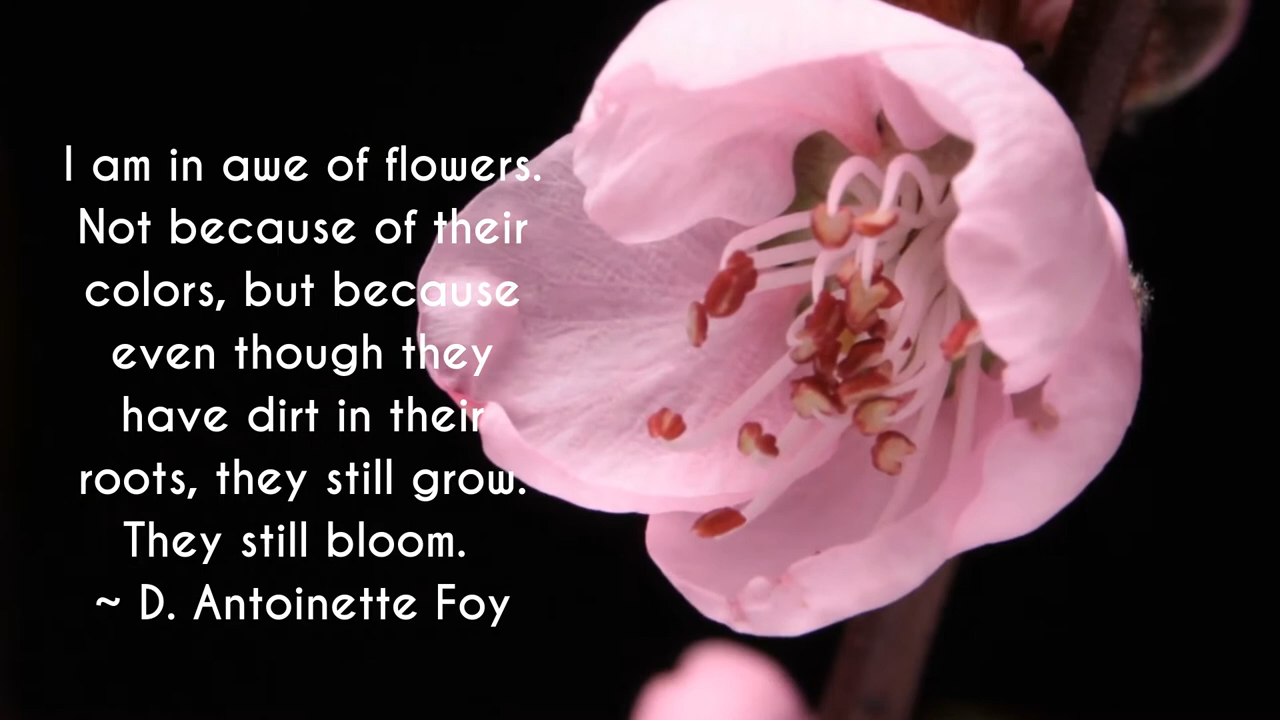 I am in awe of flowers.
Not because of their
colors, but because
even though they
have dirt in their
roots, they still grow.
They still bloom.
~ D. Antoinette Foy